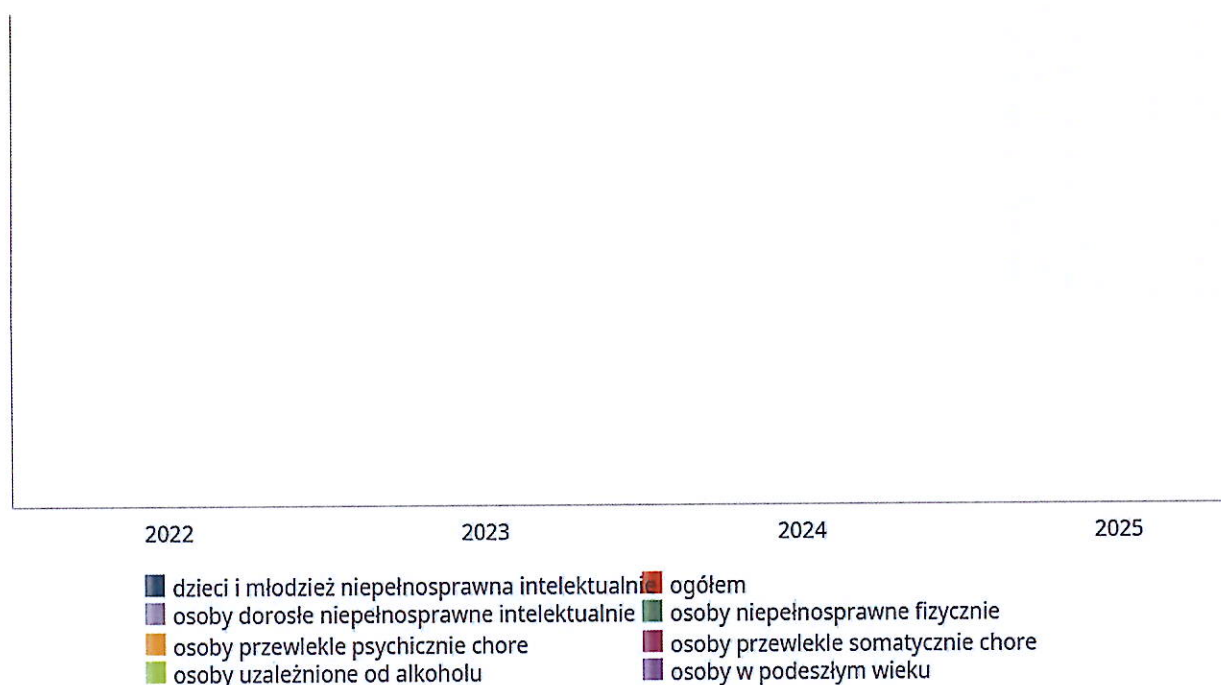 2022 2023 2024 2025
dzieci i młodzież niepełnosprawna intelektualnie ogółem
osoby dorosłe niepełnosprawne intelektualnie osoby niepełnosprawne fizycznie
osoby przewlekle psychicznie chore osoby przewlekle somatycznie chore
osoby uzależnione od alkoholu osoby w podeszłym wieku